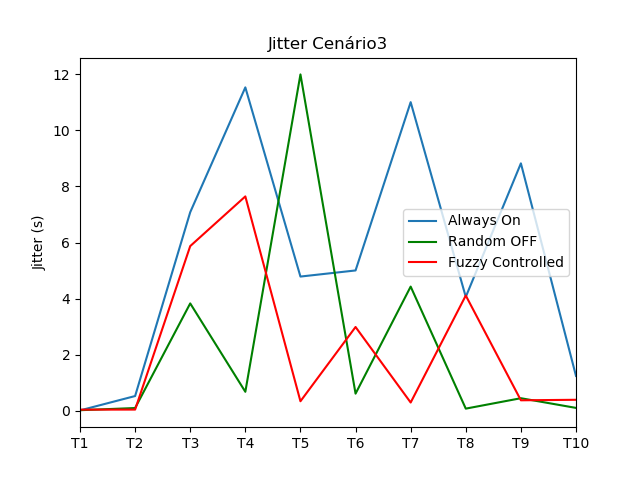 Jitter Cenário3
Jitter (s)
12
10
8
6
4
2
0
Always On
Random OFF
Fuzzy Controlled
T1 T2 T3 T4 T5 T6 T7 T8 T9 T10